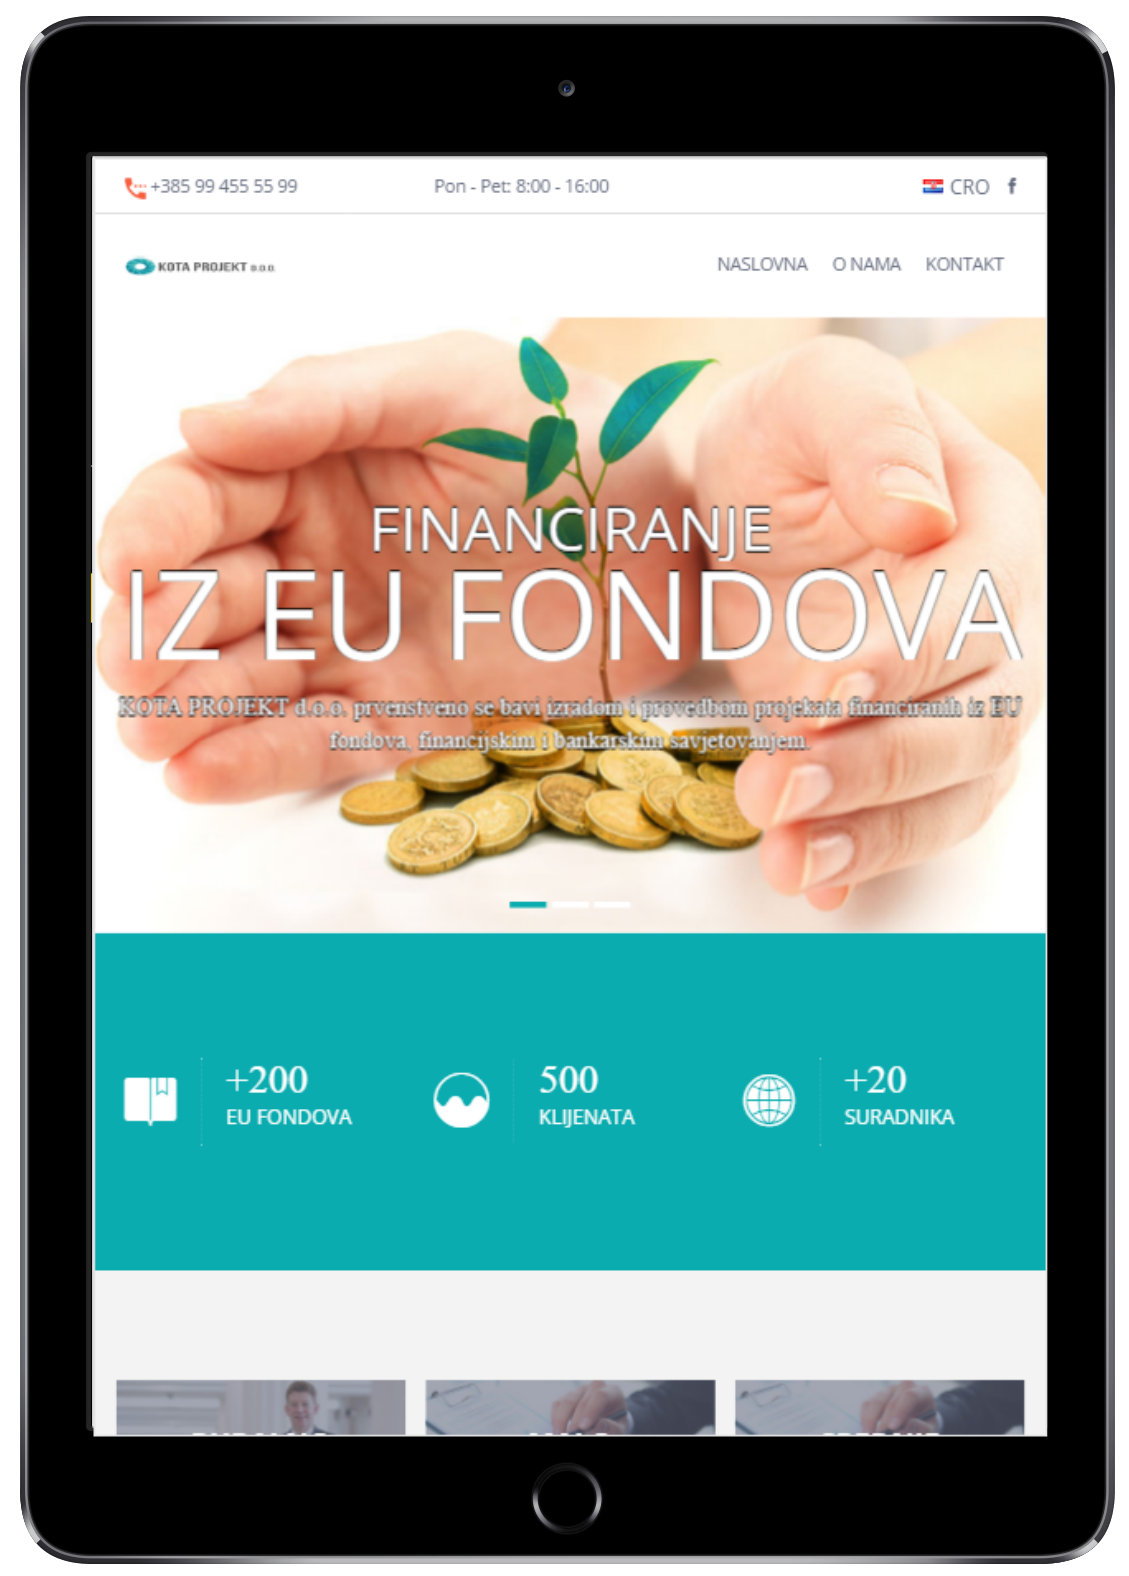 +385 99 455 55 99
Pon - Pet: 8:00 - 16:00
CRO
KOTA PROJEKT D.O.O.
NASLOVNA O NAMA KONTAKT
FINANCIRANJE
IZ EU FONDOVA
KOTA PROJEKT d.o.o. prvenstveno se bavi izradom i provedbom projekata financiranih iz EU
fondova, financijskim i bankarskim savjetovanjem.
+200
EU FONDOVA
500
KLIJENATA
+20
SURADNIKA